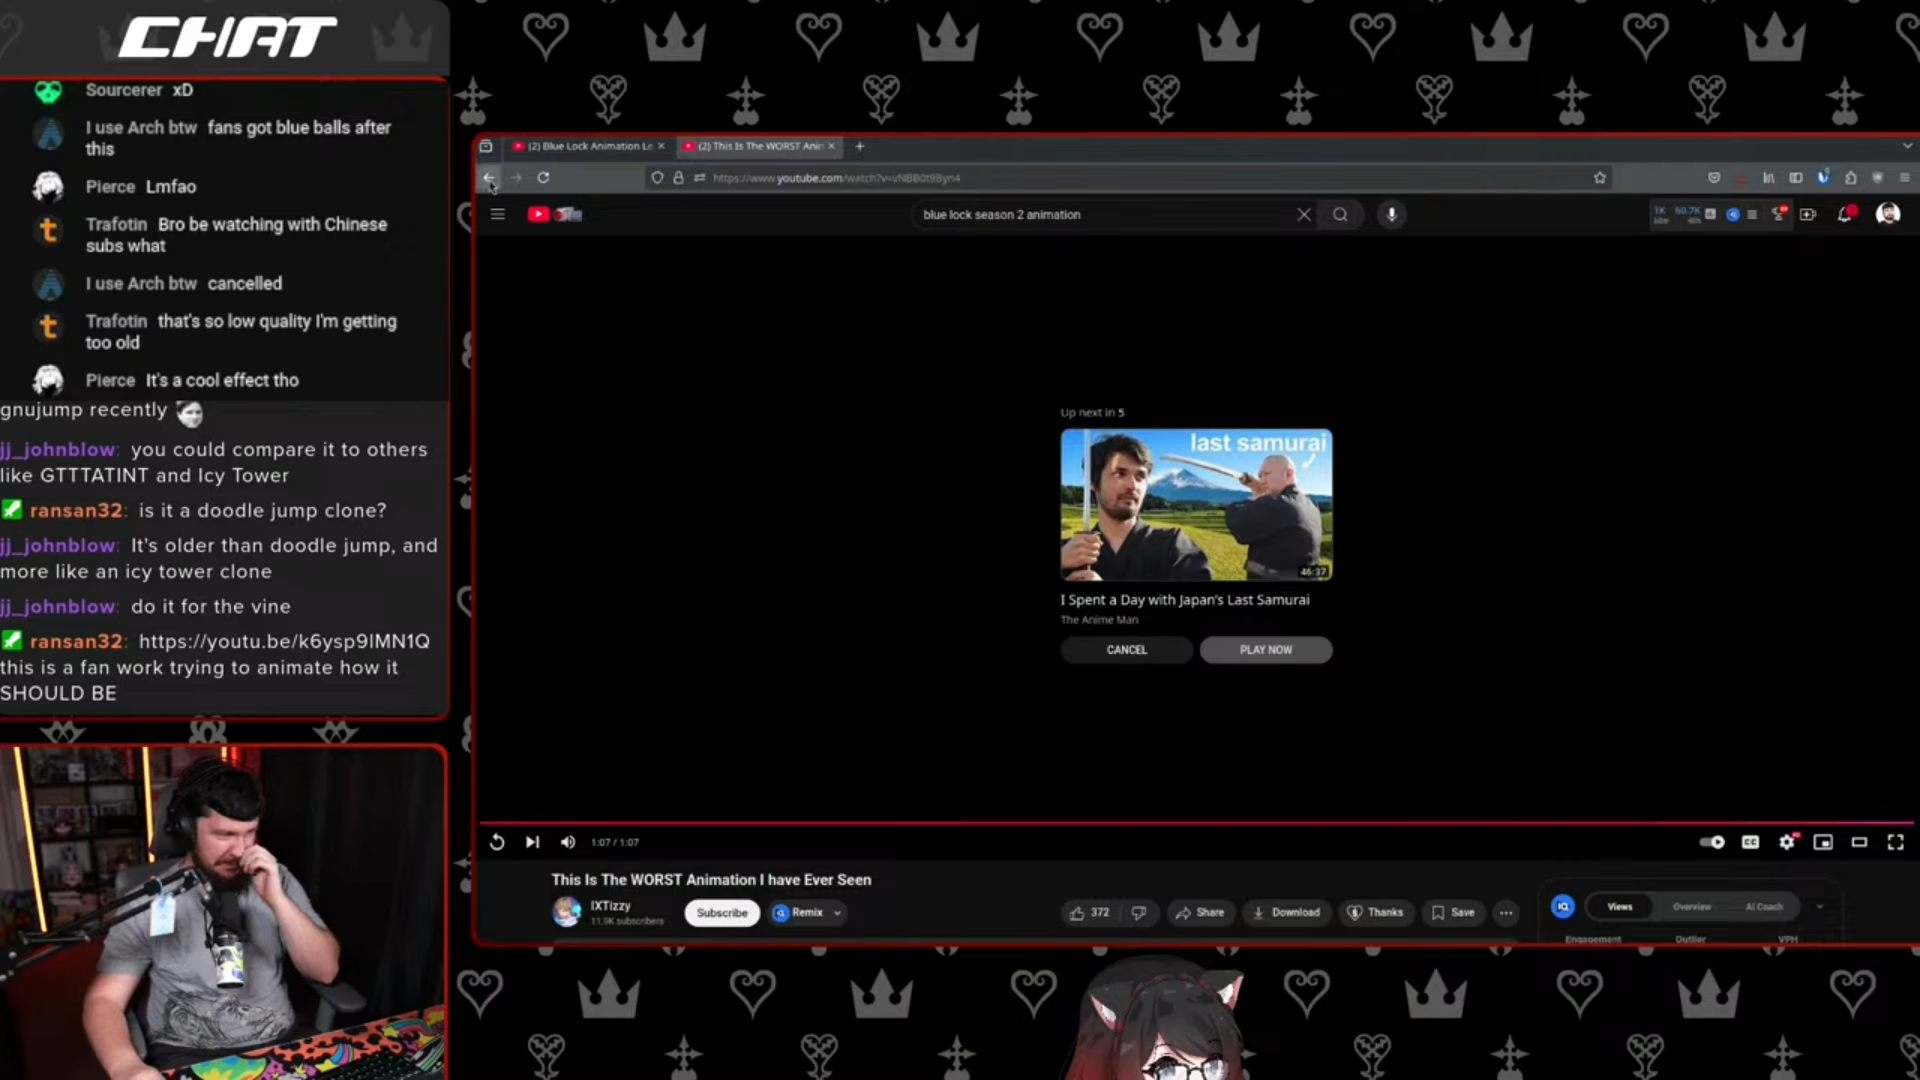 CHAT
Sourcerer xD
I use Arch btw fans got blue balls after
this
Pierce Lmfao
Trafotin Bro be watching with Chinese
subs what
I use Arch btw cancelled
Trafotin that's so low quality I'm getting
too old
Pierce It's a cool effect tho
gnujump recently
jj_johnblow: you could compare it to others
like GTTTATINT and Icy Tower
ransan32: is it a doodle jump clone?
jj_johnblow: It's older than doodle jump, and
more like an icy tower clone
jj_johnblow: do it for the vine
ransan32: https://youtu.be/k6ysp9lMN1Q
this is a fan work trying to animate how it
SHOULD BE
(2) Blue Lock Animation Le
(2) This Is The WORST Anin
https://www.youtube.com/watch?v=vNBB0t9Byn4
blue lock season 2 animation
1K 60.7K
Up next in 5
last samurai
46:37
I Spent a Day with Japan's Last Samurai
The Anime Man
CANCEL PLAY NOW
1:07 / 1:07
CC
This Is The WORST Animation I have Ever Seen
IXTizzy
11.9K subscribers
Subscribe
Remix
372
Share
Download
Thanks
Save
IQ
Views Overview AI Coach
Engagement Outlier VPH